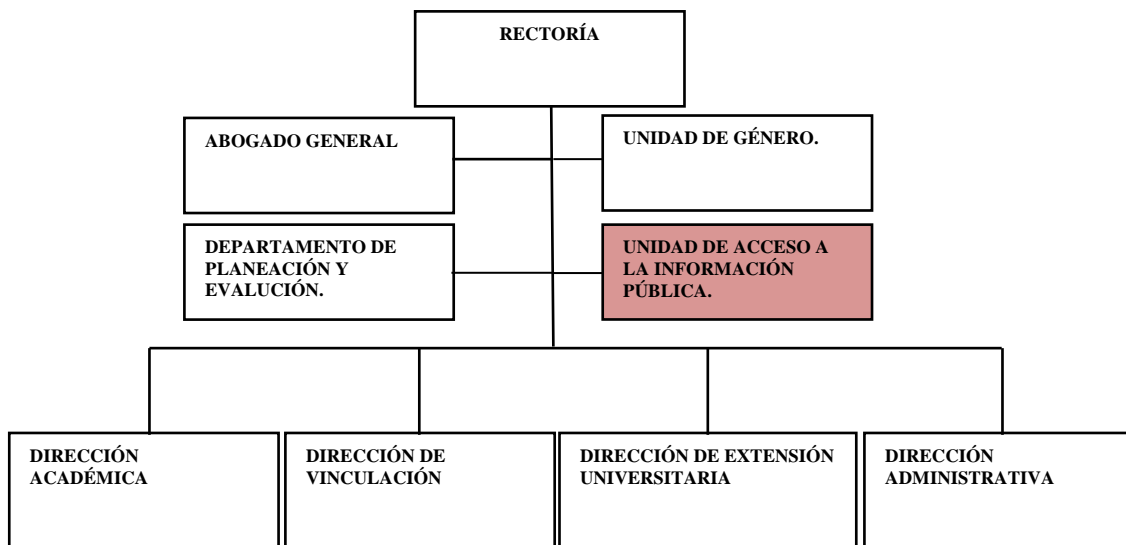 RECTORÍA
ABOGADO GENERAL
UNIDAD DE GÉNERO.
DEPARTAMENTO DE
PLANEACIÓN Y
EVALUCIÓN.
UNIDAD DE ACCESO A
LA INFORMACIÓN
PÚBLICA.
DIRECCIÓN
ACADÉMICA
DIRECCIÓN DE
VINCULACIÓN
DIRECCIÓN DE EXTENSIÓN
UNIVERSITARIA
DIRECCIÓN
ADMINISTRATIVA